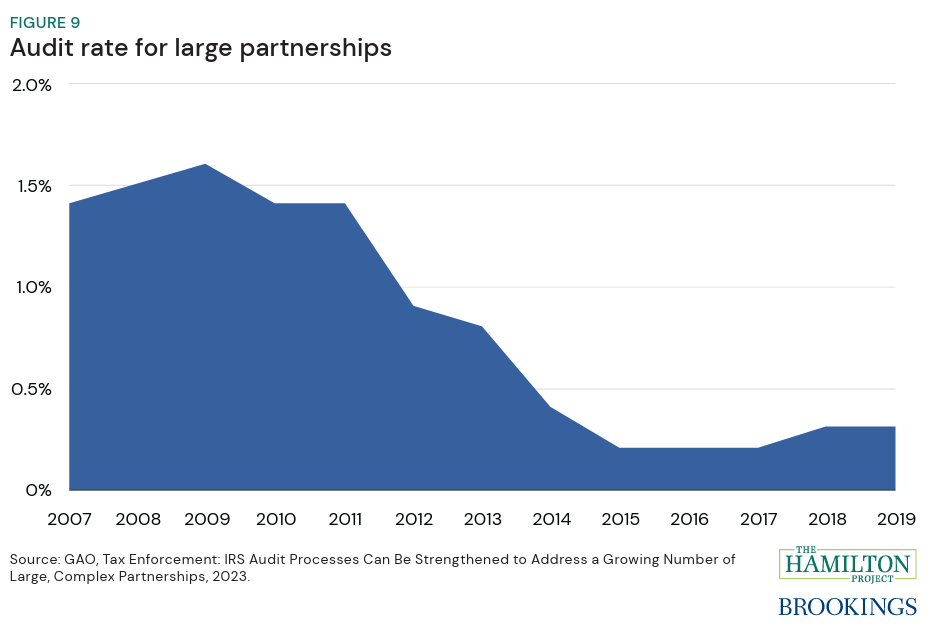 FIGURE 9
Audit rate for large partnerships
2.0%
1.5%
1.0%
0.5%
0%
2007 2008 2009 2010 2011 2012 2013 2014 2015 2016 2017 2018 2019
Source: GAO, Tax Enforcement: IRS Audit Processes Can Be Strengthened to Address a Growing Number of
Large, Complex Partnerships, 2023.
THE
HAMILTON
PROJECT
BROOKINGS